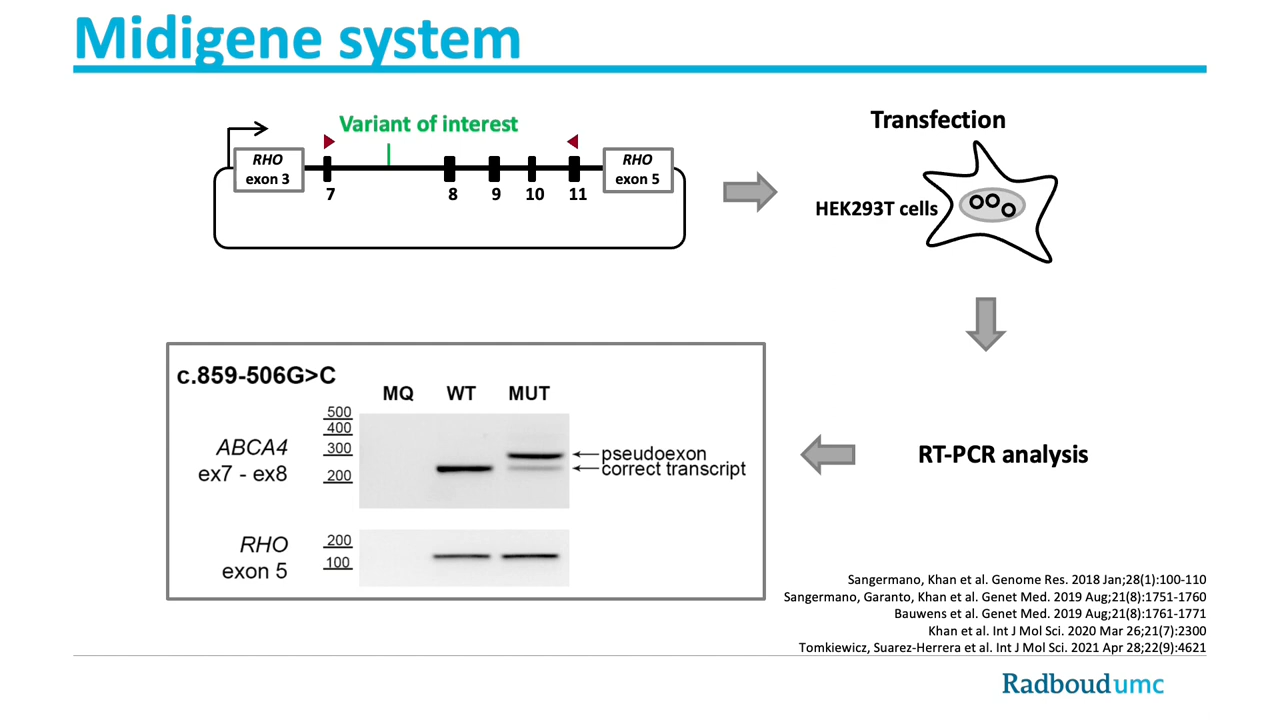 Midigene system
Variant of interest
RHO
exon 3
7
8
9
10
11
RHO
exon 5
Transfection
HEK293T cells
RT-PCR analysis
c.859-506G>C
MQ WT MUT
500
400
300
200
ABCA4
ex7 - ex8
pseudoexon
correct transcript
RHO
exon 5
200
100
Sangermano, Khan et al. Genome Res. 2018 Jan;28(1):100-110
Sangermano, Garanto, Khan et al. Genet Med. 2019 Aug;21(8):1751-1760
Bauwens et al. Genet Med. 2019 Aug;21(8):1761-1771
Khan et al. Int J Mol Sci. 2020 Mar 26;21(7):2300
Tomkiewicz, Suarez-Herrera et al. Int J Mol Sci. 2021 Apr 28;22(9):4621
Radboudumc